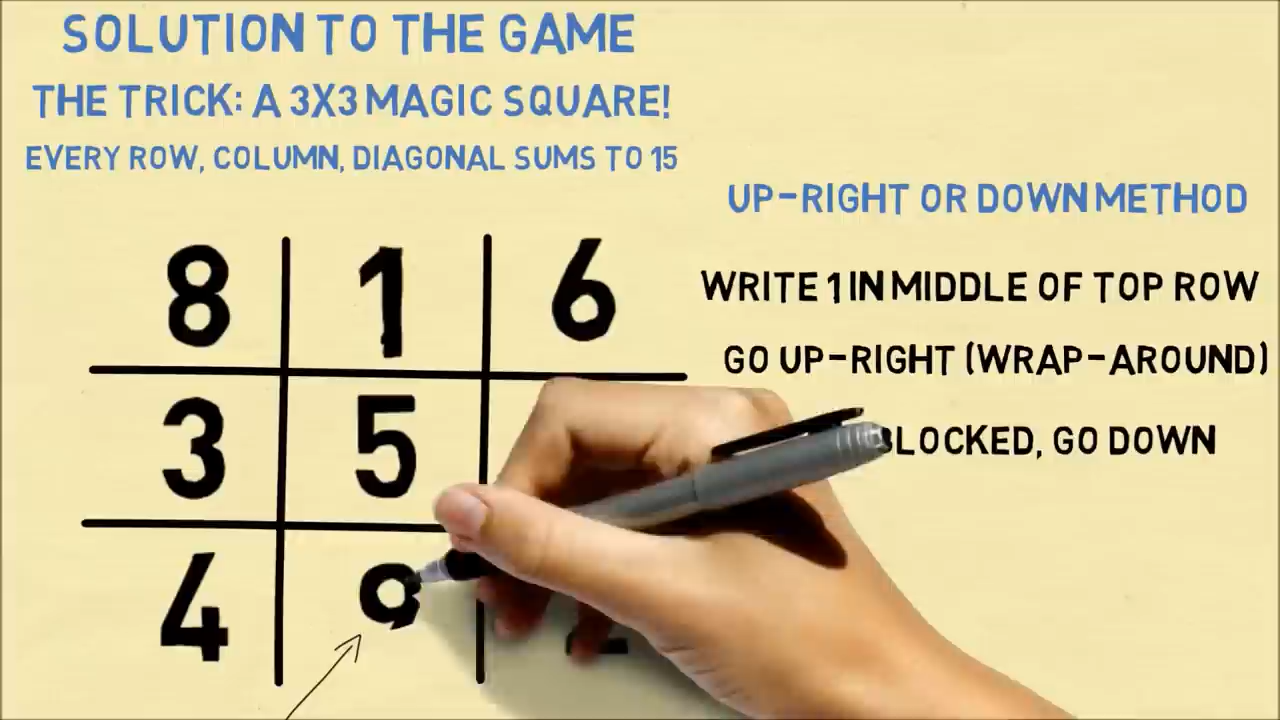 SOLUTION TO THE GAME
THE TRICK: A 3X3 MAGIC SQUARE!
EVERY ROW, COLUMN, DIAGONAL SUMS TO 15
UP-RIGHT OR DOWN METHOD
WRITE 1 IN MIDDLE OF TOP ROW
GO UP-RIGHT (WRAP-AROUND)
BLOCKED, GO DOWN
8 1 6
3 5
4 9